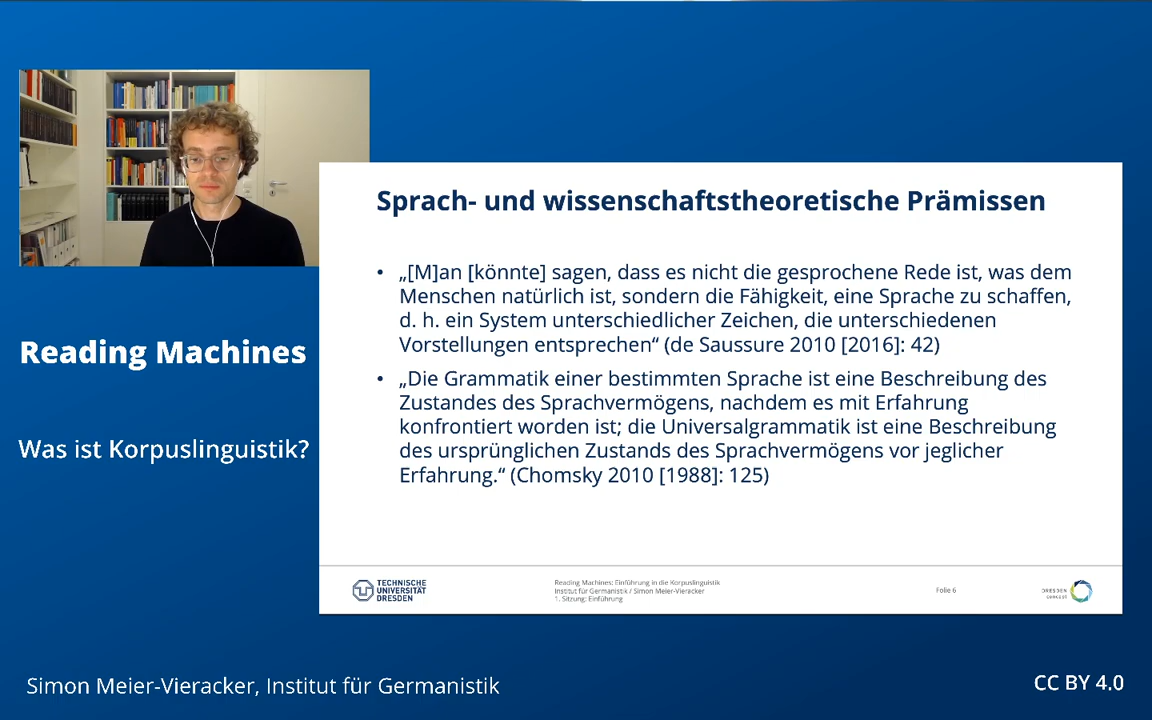 Sprach- und wissenschaftstheoretische Prämissen
• „[M]an [könnte] sagen, dass es nicht die gesprochene Rede ist, was dem
Menschen natürlich ist, sondern die Fähigkeit, eine Sprache zu schaffen,
d. h. ein System unterschiedlicher Zeichen, die unterschiedenen
Vorstellungen entsprechen“ (de Saussure 2010 [2016]: 42)
• „Die Grammatik einer bestimmten Sprache ist eine Beschreibung des
Zustandes des Sprachvermögens, nachdem es mit Erfahrung
konfrontiert worden ist; die Universalgrammatik ist eine Beschreibung
des ursprünglichen Zustands des Sprachvermögens vor jeglicher
Erfahrung.“ (Chomsky 2010 [1988]: 125)
Reading Machines
Was ist Korpuslinguistik?
TECHNISCHE
UNIVERSITÄT
DRESDEN
Reading Machines: Einführung in die Korpuslinguistik
Institut für Germanistik / Simon Meier-Vieracker
1. Sitzung: Einführung
Folie 6
DRESDEN
concept
Simon Meier-Vieracker, Institut für Germanistik
CC BY 4.0